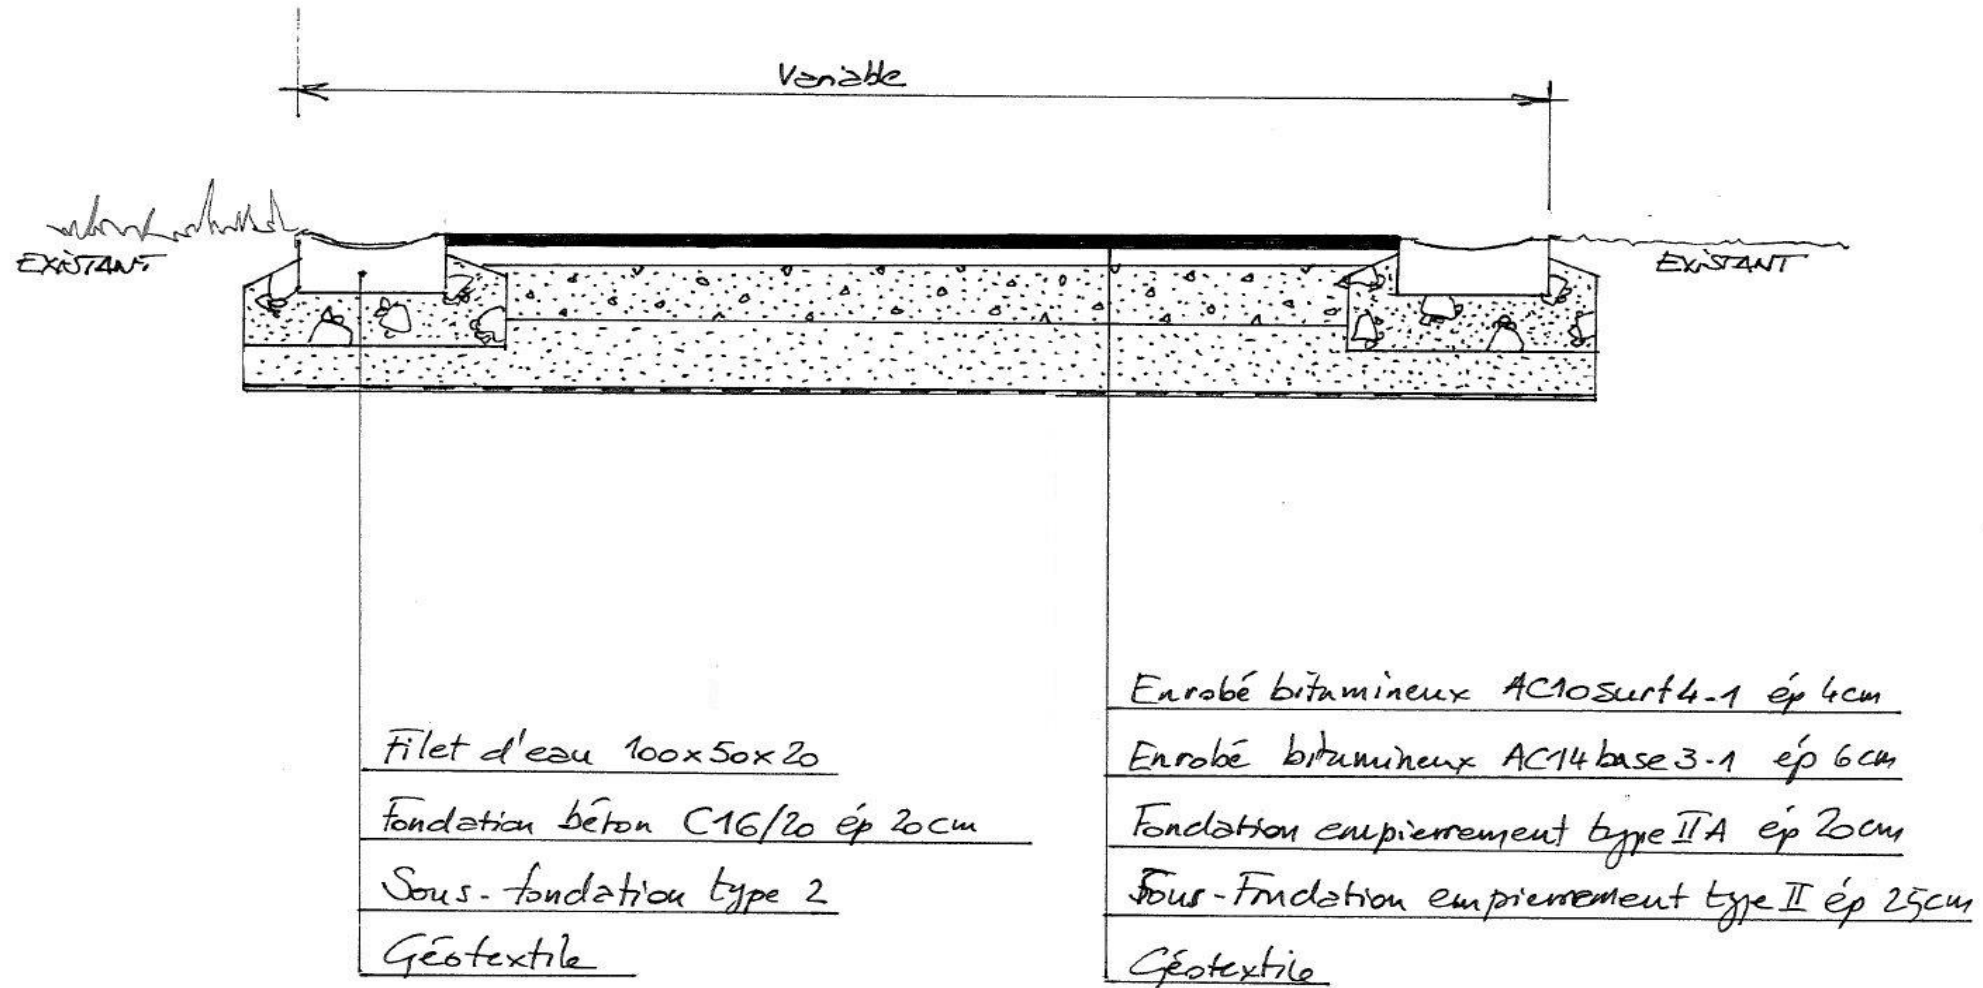 Variable
EXISTANT
EXISTANT
Filet d'eau 100x50x20
Fondation béton C16/20 ép 20cm
Sous-fondation type 2
Géotextile
Enrobé bitumineux AC10surf4-1 ép 4cm
Enrobé bitumineux AC14base3-1 ép 6cm
Fondation empierrement type IIA ép 20cm
Sous-Fondation empierrement type II ép 25cm
Géotextile